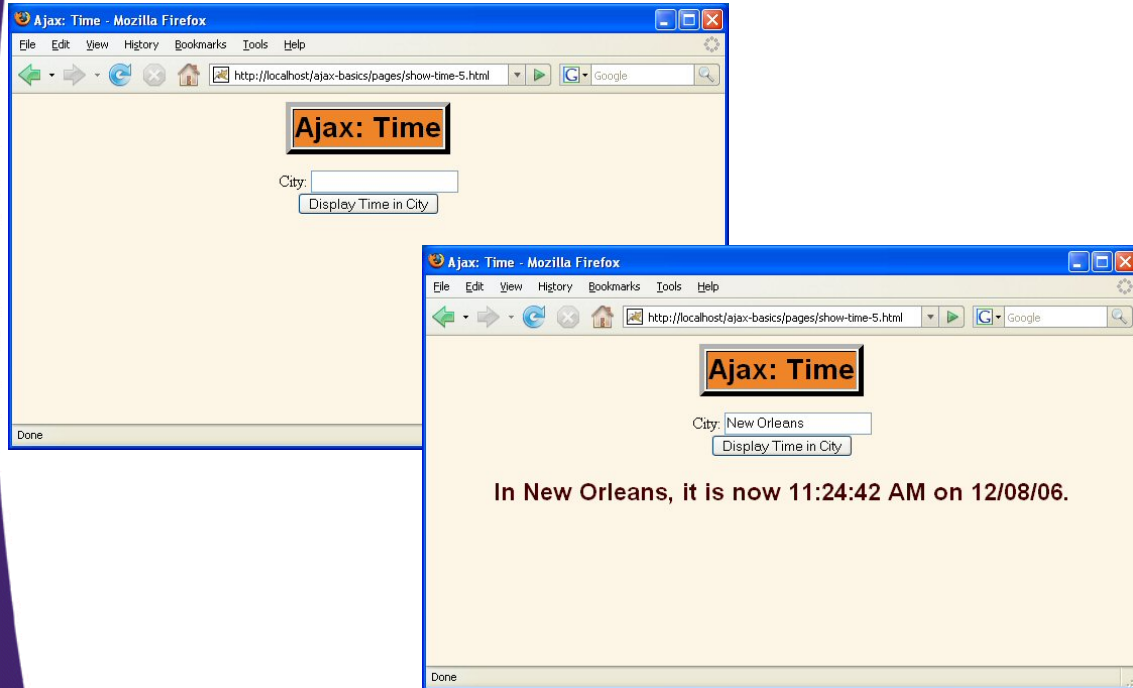 Ajax: Time - Mozilla Firefox
File Edit View History Bookmarks Tools Help
http://localhost/ajax-basics/pages/show-time-5.html G Google
Ajax: Time
City:
Display Time in City
Done
Ajax: Time - Mozilla Firefox
File Edit View History Bookmarks Tools Help
http://localhost/ajax-basics/pages/show-time-5.html G Google
Ajax: Time
City: New Orleans
Display Time in City
In New Orleans, it is now 11:24:42 AM on 12/08/06.
Done